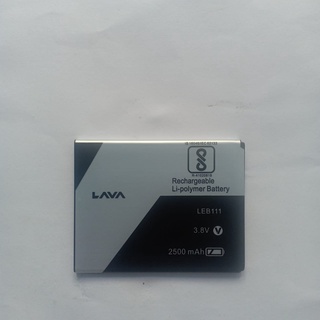 LAVA
Rechargeable
Li-polymer Battery
LEB111
3.8V
2500 mAh